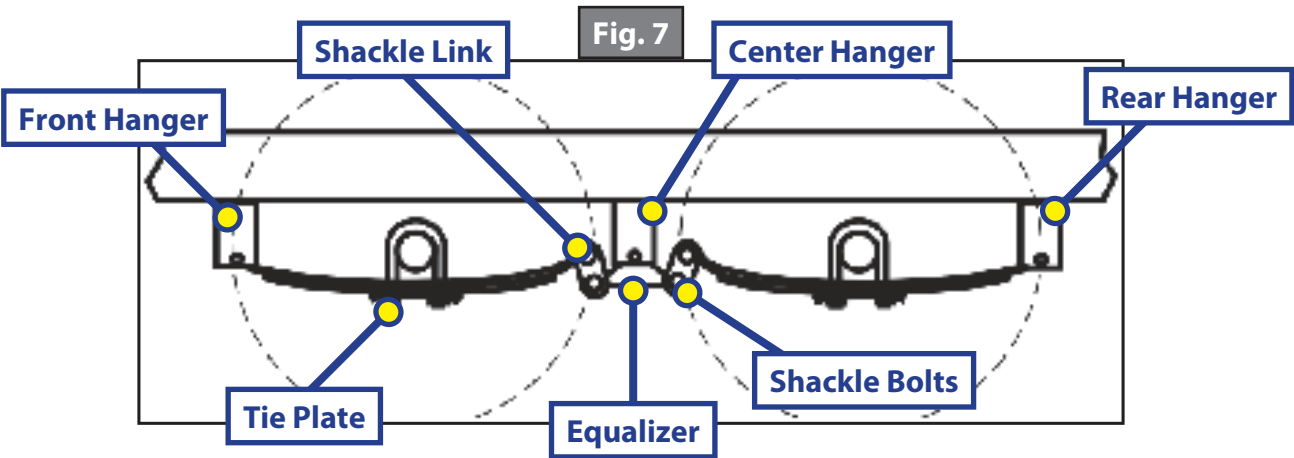 Fig. 7
Shackle Link
Center Hanger
Front Hanger
Rear Hanger
Tie Plate
Equalizer
Shackle Bolts